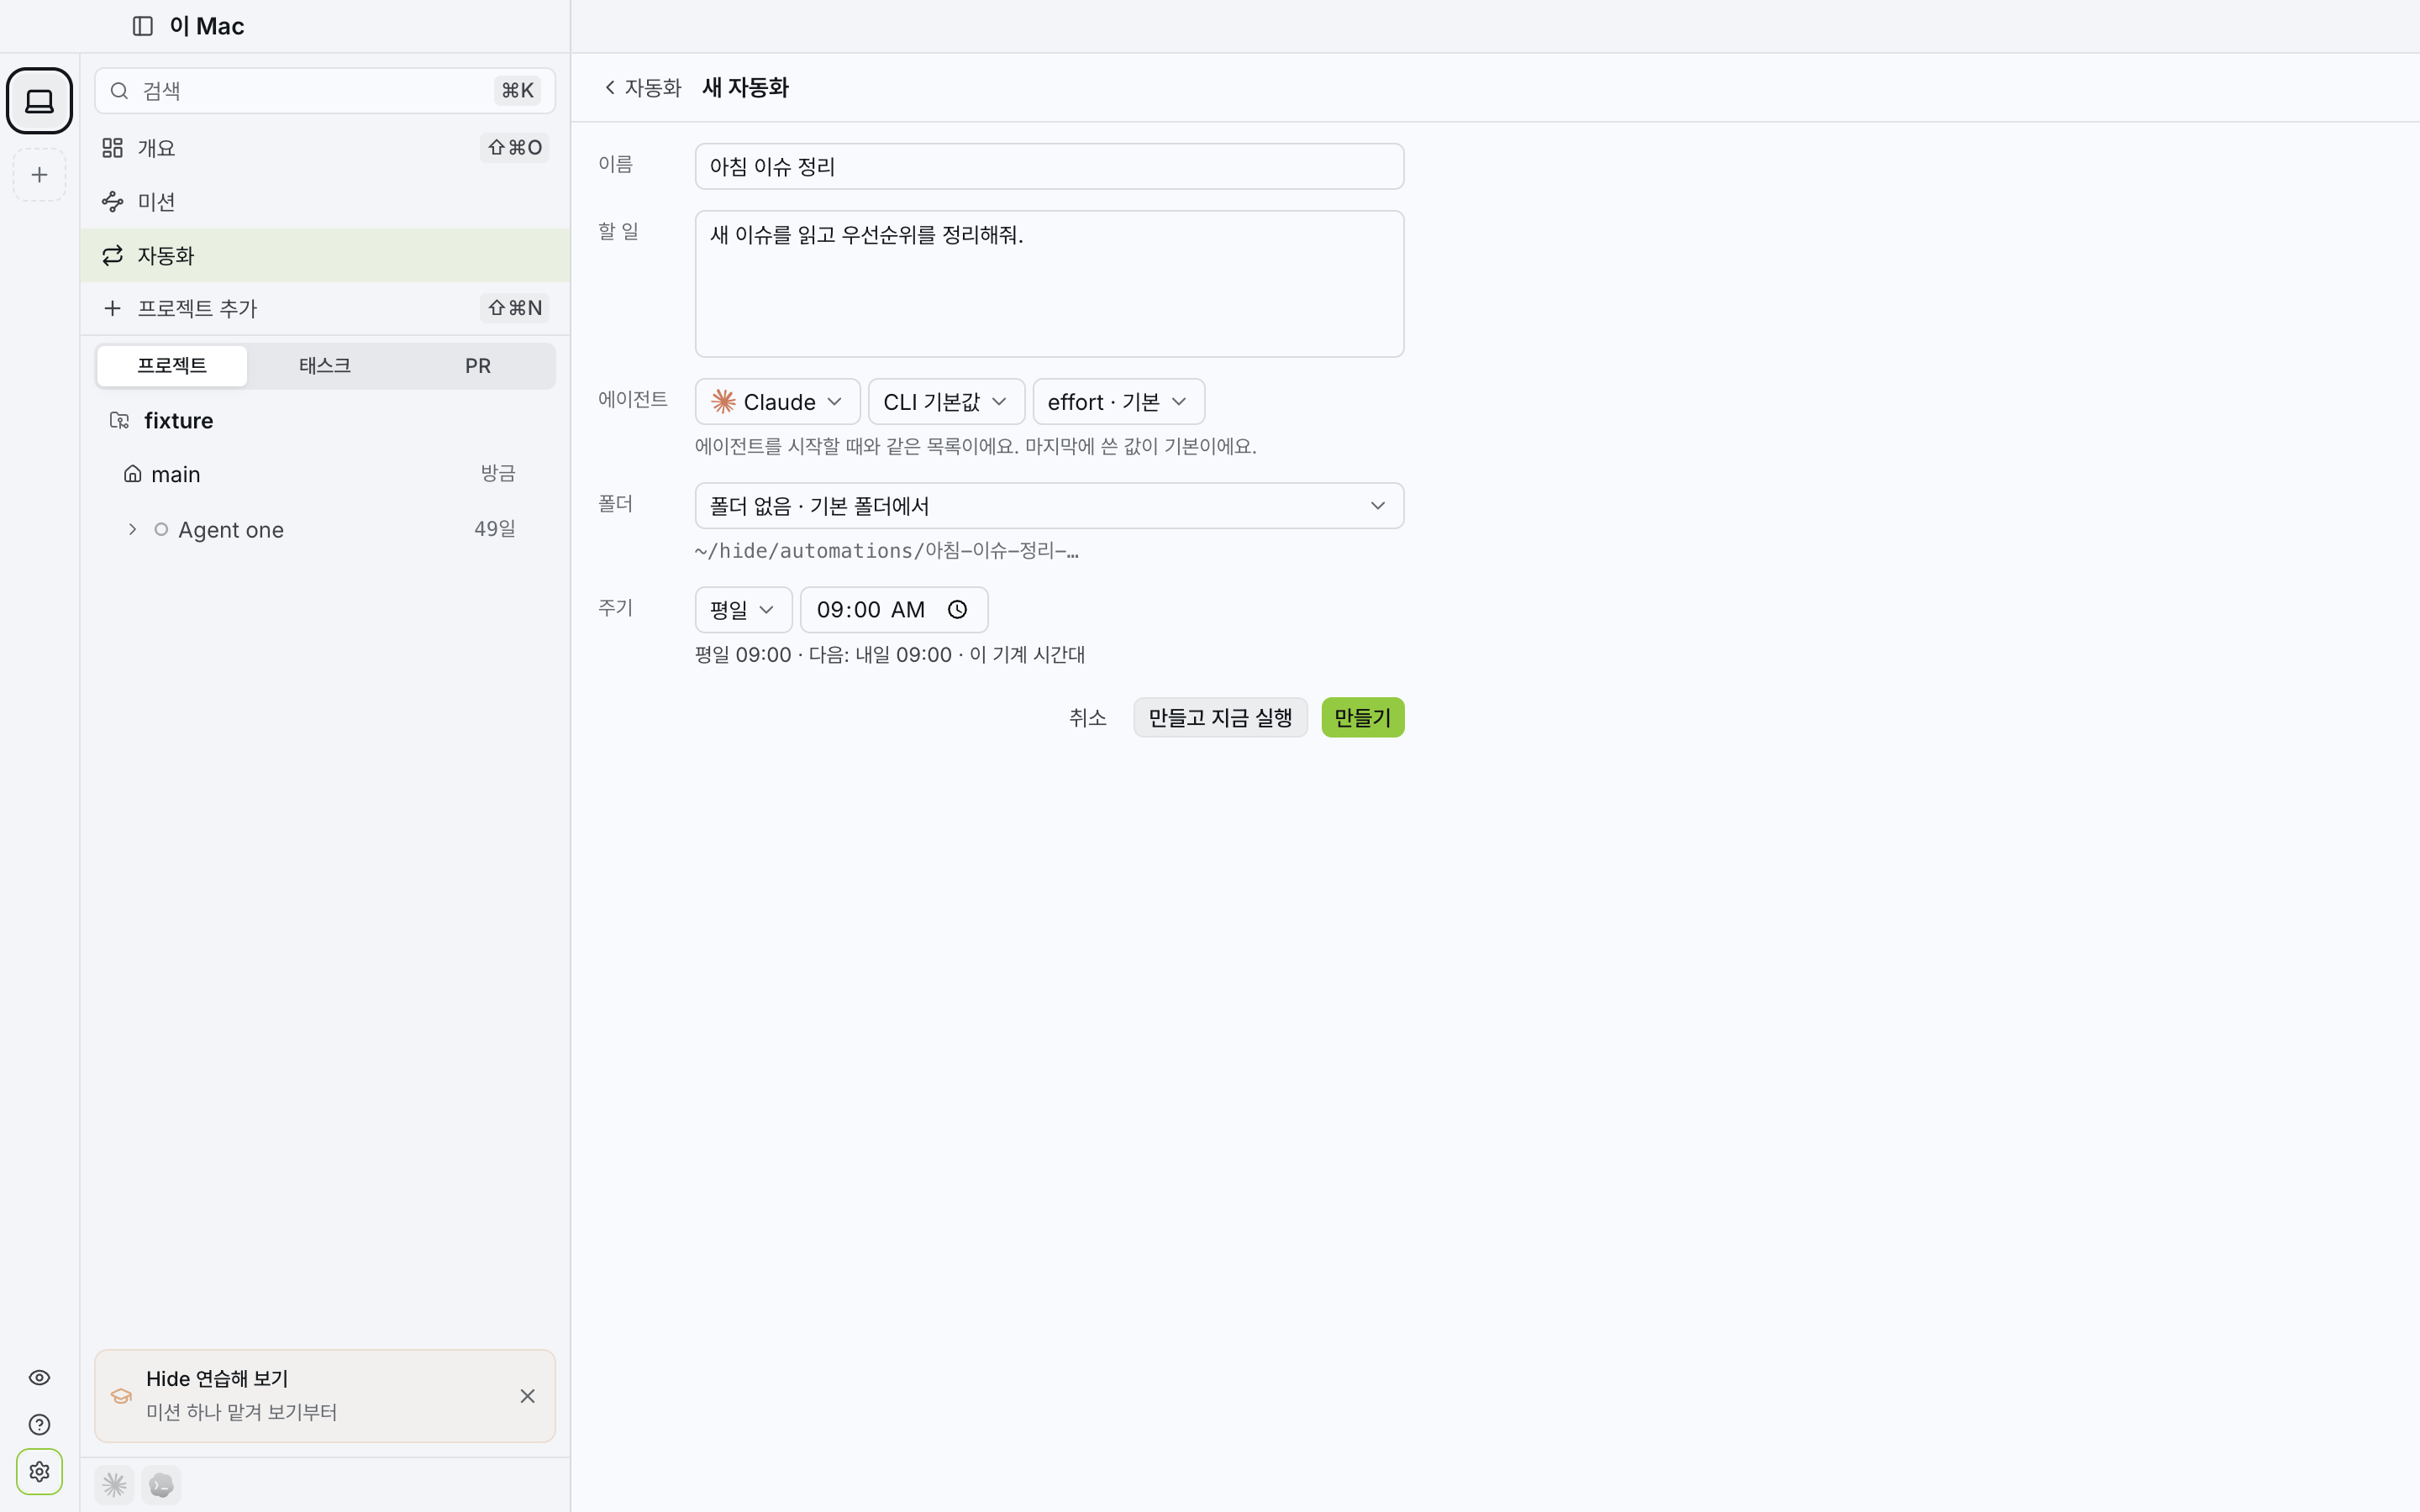 이 Mac
검색 ⌘K
개요 ⇧⌘O
미션
자동화
프로젝트 추가 ⇧⌘N
프로젝트 태스크 PR
fixture
main 방금
Agent one 49일
Hide 연습해 보기
미션 하나 맡겨 보기부터
자동화 새 자동화
이름 아침 이슈 정리
할 일 새 이슈를 읽고 우선순위를 정리해줘.
에이전트 Claude CLI 기본값 effort · 기본
에이전트를 시작할 때와 같은 목록이에요. 마지막에 쓴 값이 기본이에요.
폴더 폴더 없음 · 기본 폴더에서
~/hide/automations/아침-이슈-정리-…
주기 평일 09:00 AM
평일 09:00 · 다음: 내일 09:00 · 이 기계 시간대
취소 만들고 지금 실행 만들기